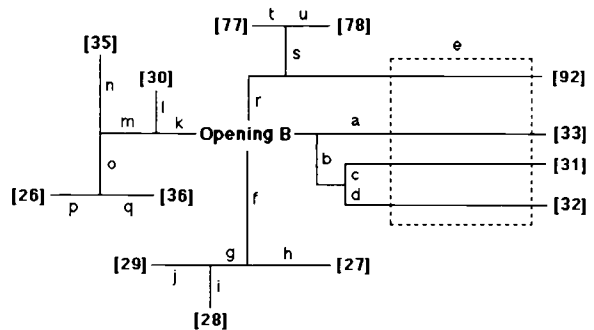 t u
[77] [78]
[35] e
s
[30] [92]
n
l r
m k a
Opening B [33]
b
o c [31]
d
[26] [36] f [32]
p q
g h
[29] [27]
j i
[28]